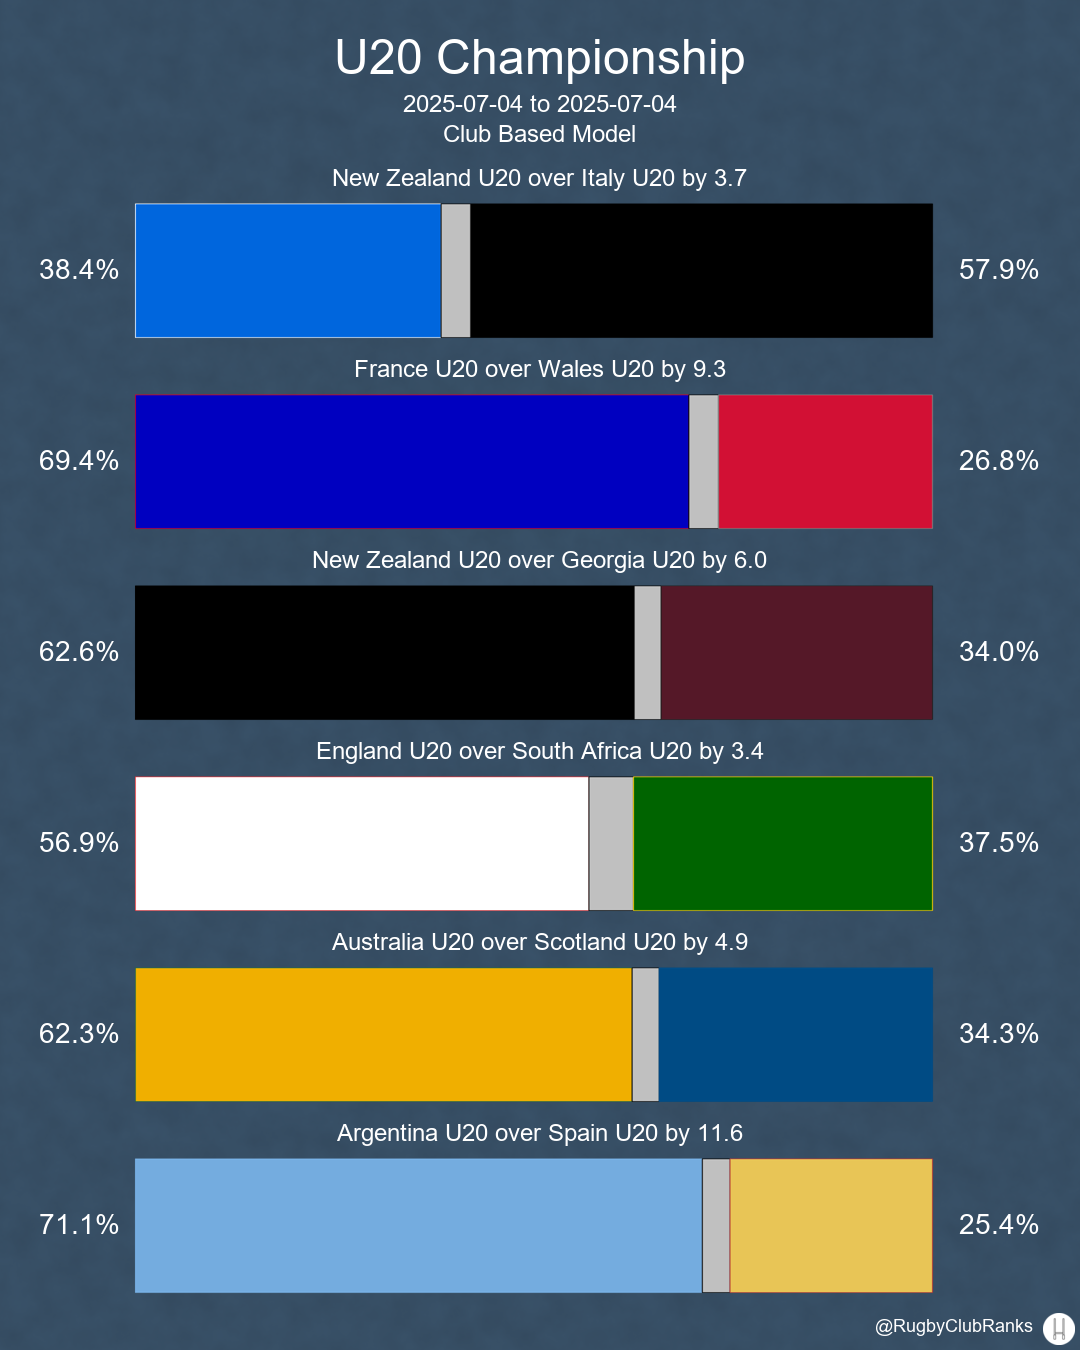 U20 Championship
2025-07-04 to 2025-07-04
Club Based Model
New Zealand U20 over Italy U20 by 3.7
38.4% 57.9%
France U20 over Wales U20 by 9.3
69.4% 26.8%
New Zealand U20 over Georgia U20 by 6.0
62.6% 34.0%
England U20 over South Africa U20 by 3.4
56.9% 37.5%
Australia U20 over Scotland U20 by 4.9
62.3% 34.3%
Argentina U20 over Spain U20 by 11.6
71.1% 25.4%
@RugbyClubRanks